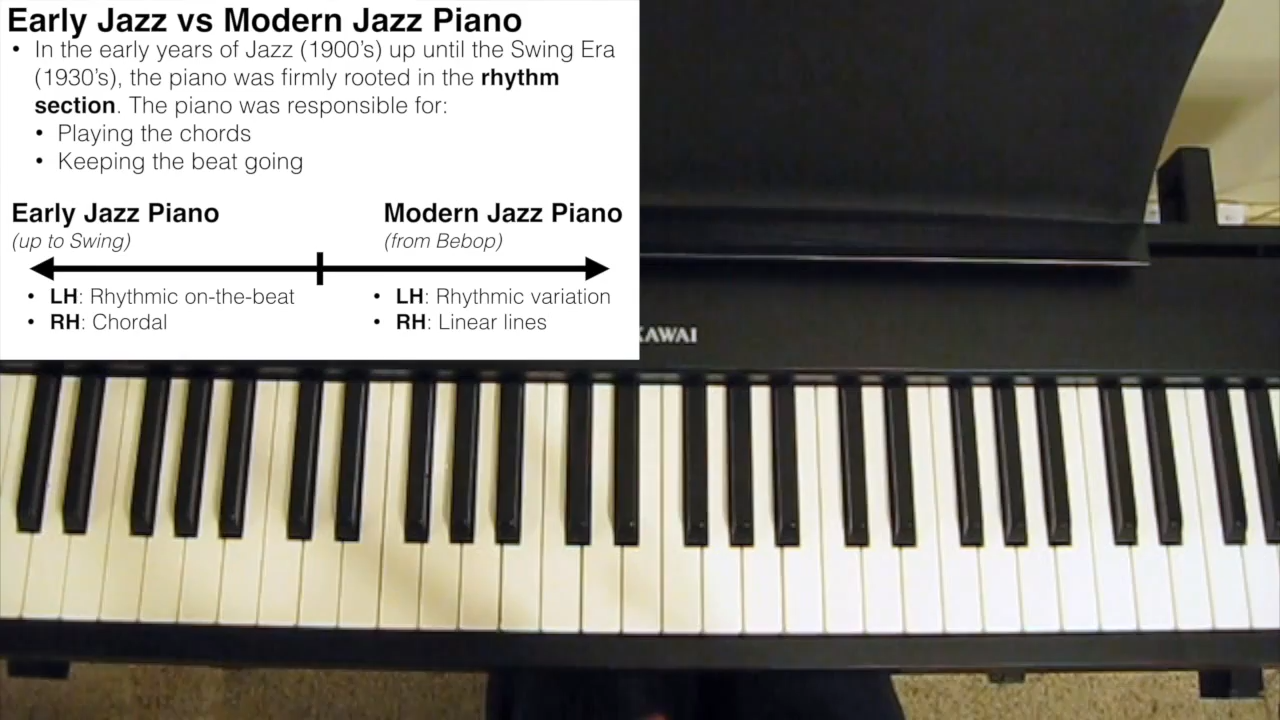 Early Jazz vs Modern Jazz Piano
• In the early years of Jazz (1900's) up until the Swing Era
(1930's), the piano was firmly rooted in the rhythm
section. The piano was responsible for:
• Playing the chords
• Keeping the beat going
Early Jazz Piano
(up to Swing)
Modern Jazz Piano
(from Bebop)
• LH: Rhythmic on-the-beat
• RH: Chordal
• LH: Rhythmic variation
• RH: Linear lines
KAWAI